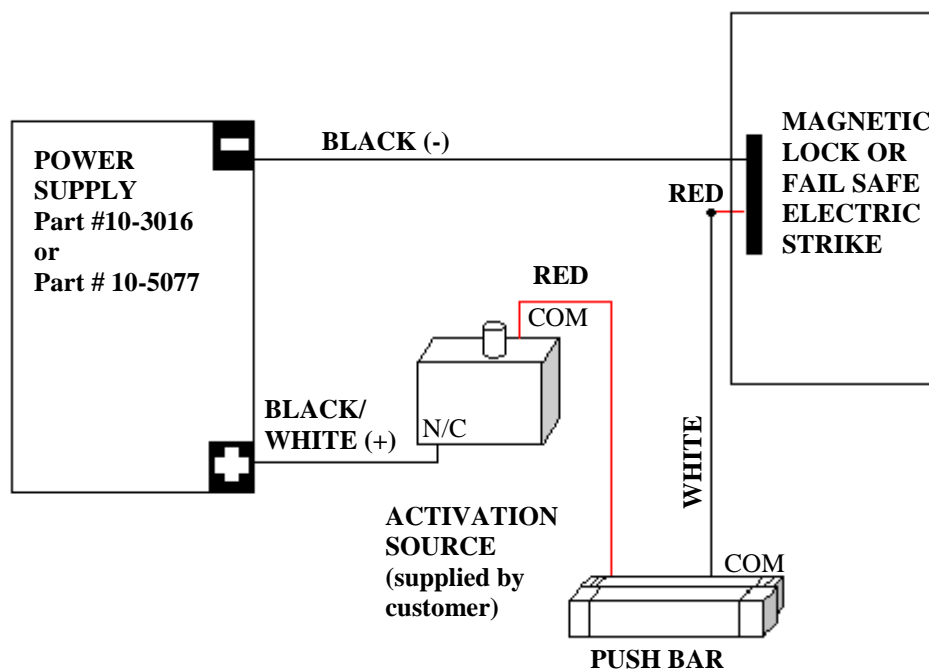 POWER
SUPPLY
Part #10-3016
or
Part # 10-5077
BLACK (-)
MAGNETIC
LOCK OR
FAIL SAFE
ELECTRIC
STRIKE
RED
RED
COM
N/C
BLACK/
WHITE (+)
WHITE
ACTIVATION
SOURCE
(supplied by
customer)
COM
PUSH BAR